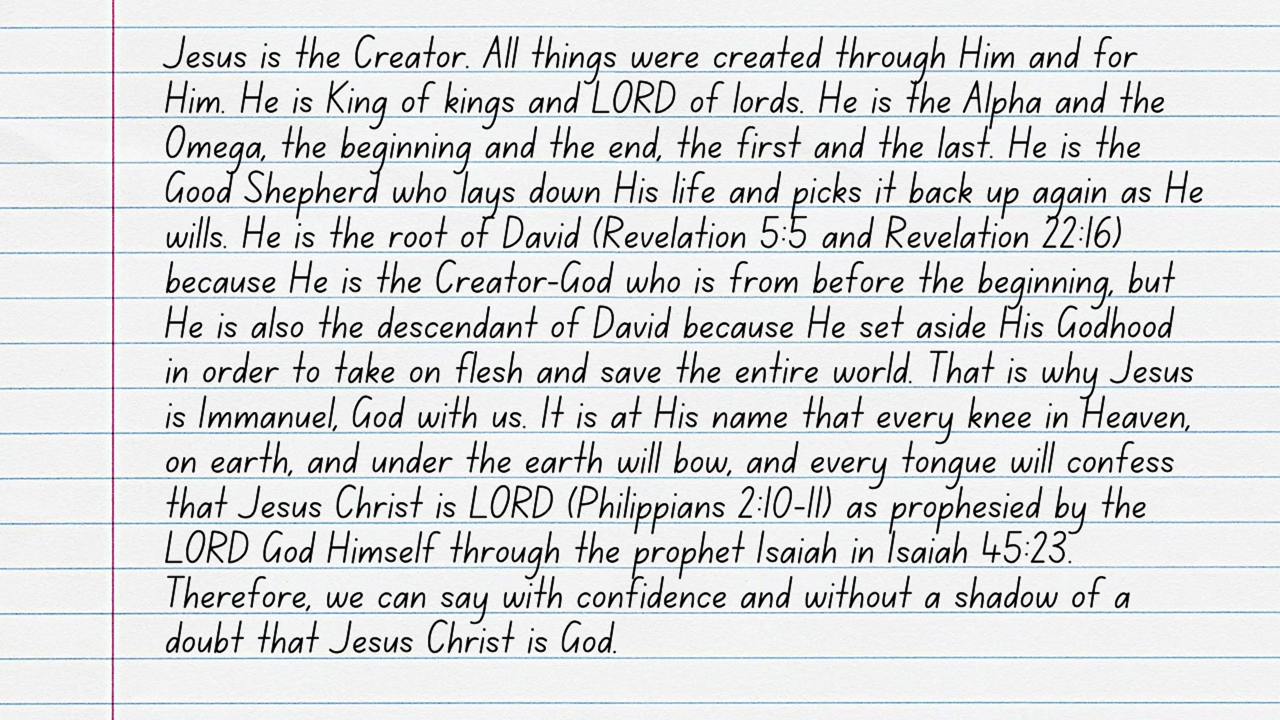 Jesus is the Creator. All things were created through Him and for
Him. He is King of kings and LORD of lords. He is the Alpha and the
Omega, the beginning and the end, the first and the last. He is the
Good Shepherd who lays down His life and picks it back up again as He
wills. He is the root of David (Revelation 5:5 and Revelation 22:16)
because He is the Creator-God who is from before the beginning, but
He is also the descendant of David because He set aside His Godhood
in order to take on flesh and save the entire world. That is why Jesus
is Immanuel, God with us. It is at His name that every knee in Heaven,
on earth, and under the earth will bow, and every tongue will confess
that Jesus Christ is LORD (Philippians 2:10-11) as prophesied by the
LORD God Himself through the prophet Isaiah in Isaiah 45:23.
Therefore, we can say with confidence and without a shadow of a
doubt that Jesus Christ is God.